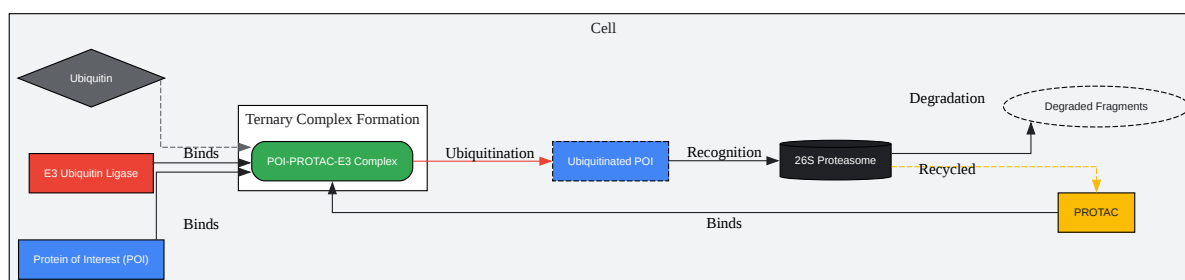 Cell
Ubiquitin
Degradation
Degraded Fragments
Ternary Complex Formation
Binds
POI-PROTAC-E3 Complex
Ubiquitination
Ubiquitinated POI
Recognition
26S Proteasome
Recycled
E3 Ubiquitin Ligase
Binds
Binds
PROTAC
Protein of Interest (POI)